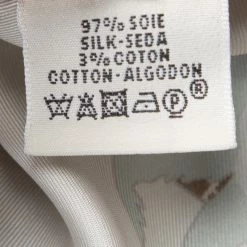 97% SOIE
SILK-SEDA
3% COTON
COTTON-ALGODON
P ®